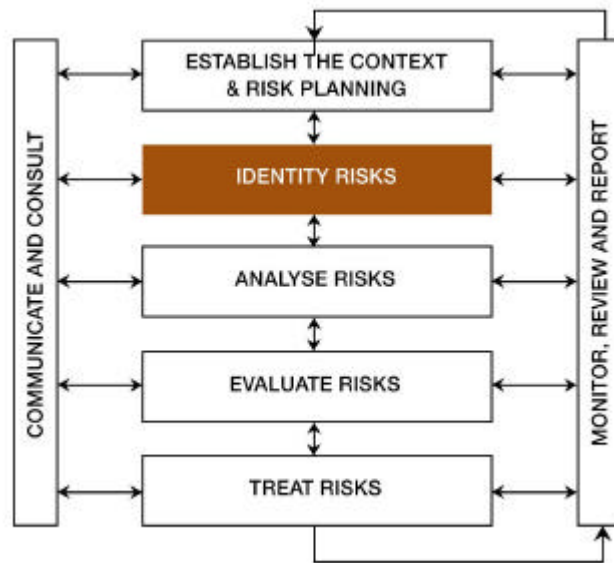 ESTABLISH THE CONTEXT
& RISK PLANNING
IDENTITY RISKS
ANALYSE RISKS
EVALUATE RISKS
TREAT RISKS
COMMUNICATE AND CONSULT
MONITOR, REVIEW AND REPORT